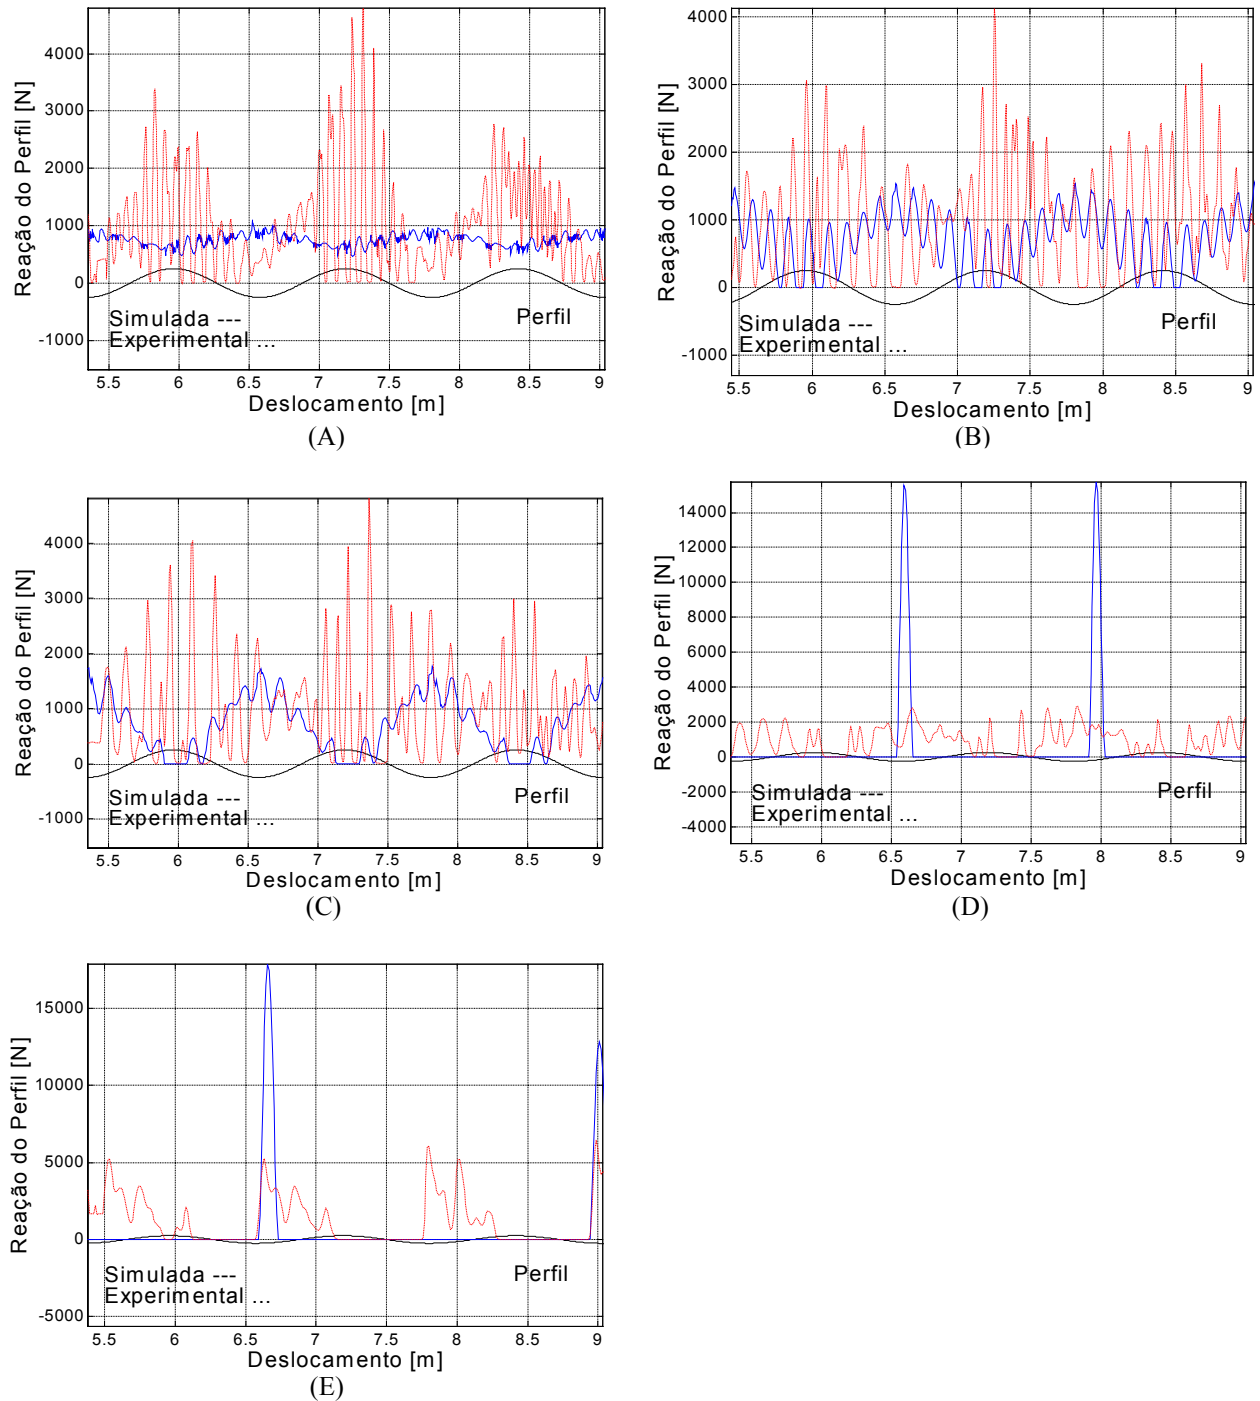 4000
3000
2000
1000
0
-1000
Reação do Perfil [N]
Simulada ---
Experimental ...
Perfil
5.5 6 6.5 7 7.5 8 8.5 9
Deslocamento [m]
(A)
4000
3000
2000
1000
0
-1000
Reação do Perfil [N]
Simulada ---
Experimental ...
Perfil
5.5 6 6.5 7 7.5 8 8.5 9
Deslocamento [m]
(B)
4000
3000
2000
1000
0
-1000
Reação do Perfil [N]
Simulada ---
Experimental ...
Perfil
5.5 6 6.5 7 7.5 8 8.5 9
Deslocamento [m]
(C)
14000
12000
10000
8000
6000
4000
2000
0
-2000
-4000
Reação do Perfil [N]
Simulada ---
Experimental ...
Perfil
5.5 6 6.5 7 7.5 8 8.5 9
Deslocamento [m]
(D)
15000
10000
5000
0
-5000
Reação do Perfil [N]
Simulada ---
Experimental ...
Perfil
5.5 6 6.5 7 7.5 8 8.5 9
Deslocamento [m]
(E)